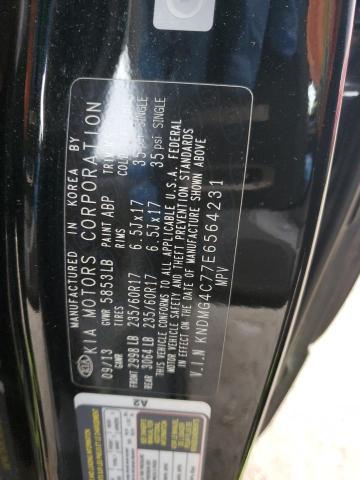 MANUFACTURED IN KOREA BY
KIA MOTORS CORPORATION
09/13 GVWR 5853LB PAINT ABP
GAWR TIRES RIMS
FRONT 2998 LB 235/60R17 6.5Jx17 35 psi SINGLE
REAR 3064 LB 235/60R17 6.5Jx17 35 psi SINGLE
THIS VEHICLE CONFORMS TO ALL APPLICABLE U.S.A. FEDERAL
MOTOR VEHICLE SAFETY AND THEFT PREVENTION STANDARDS
IN EFFECT ON THE DATE OF MANUFACTURE SHOWN ABOVE
V.I.N KNDMG4C77E6564231
MPV
A2